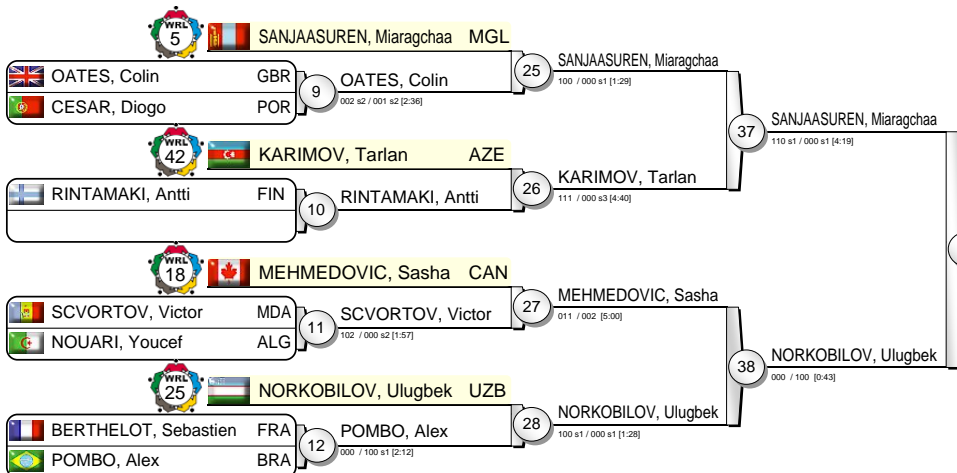 WRL 5 SANJAASUREN, Miaragchaa MGL
OATES, Colin GBR
CESAR, Diogo POR
9 OATES, Colin
002 s2 / 001 s2 [2:36]
25 SANJAASUREN, Miaragchaa
100 / 000 s1 [1:29]
WRL 42 KARIMOV, Tarlan AZE
RINTAMAKI, Antti FIN
10 RINTAMAKI, Antti
26 KARIMOV, Tarlan
111 / 000 s3 [4:40]
37 SANJAASUREN, Miaragchaa
110 s1 / 000 s1 [4:19]
WRL 18 MEHMEDOVIC, Sasha CAN
SCVORTOV, Victor MDA
NOUARI, Youcef ALG
11 SCVORTOV, Victor
102 / 000 s2 [1:57]
27 MEHMEDOVIC, Sasha
011 / 002 [5:00]
WRL 25 NORKOBILOV, Ulugbek UZB
BERTHELOT, Sebastien FRA
POMBO, Alex BRA
12 POMBO, Alex
000 / 100 s1 [2:12]
28 NORKOBILOV, Ulugbek
100 s1 / 000 s1 [1:28]
38 NORKOBILOV, Ulugbek
000 / 100 [0:43]